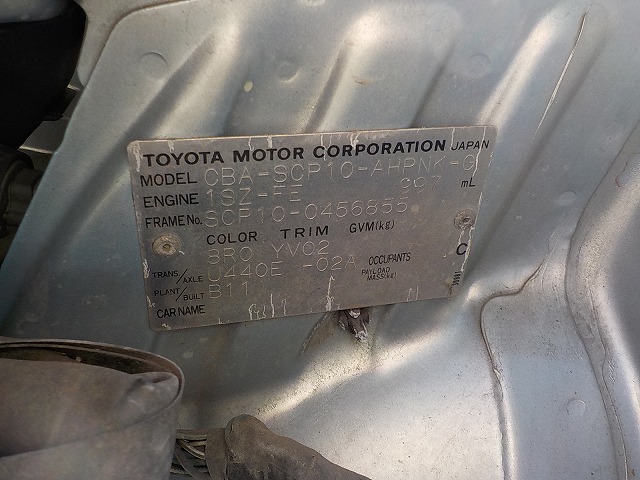 TOYOTA MOTOR CORPORATION JAPAN
MODEL CBA-SCP10-AHPNK-G
ENGINE 1SZ-FE 997 mL
FRAME No. SCP10-0456855
COLOR TRIM GVM(kg)
8R0 YV02 C
TRANS/AXLE U440E -02A OCCUPANTS
PLANT/BUILT B11 PAYLOAD MASS(kg)
CAR NAME